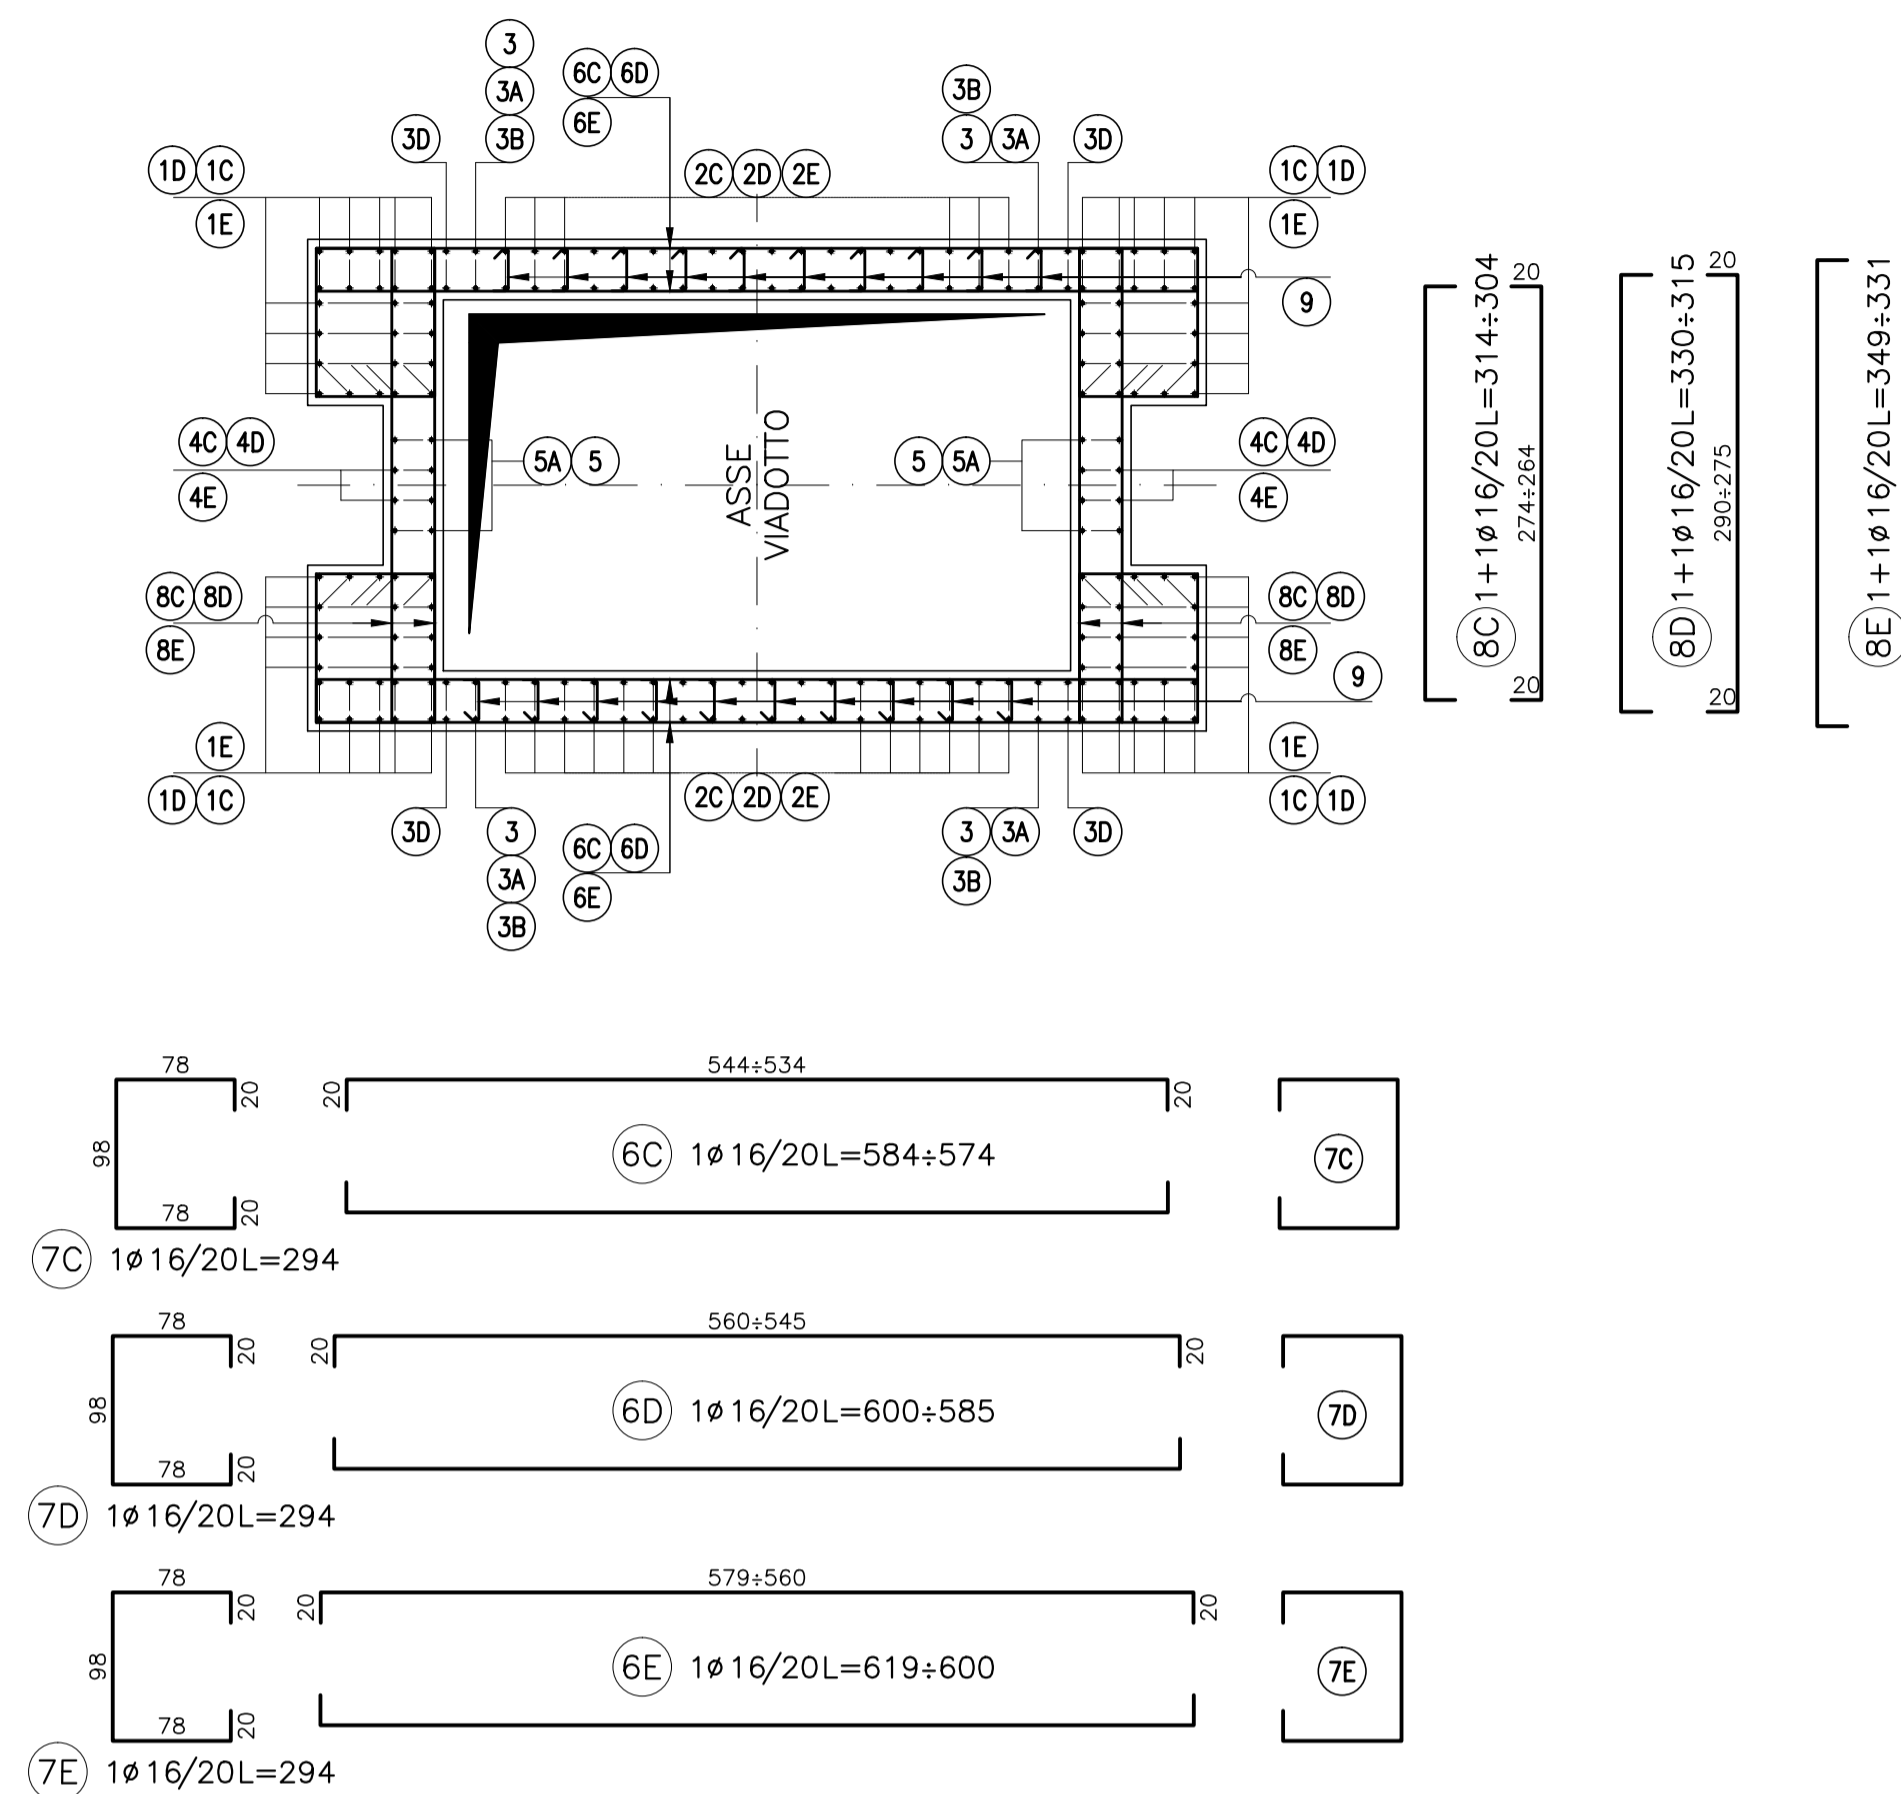 3
3A
3B
6C 6D
6E
3D
3B
3 3A
3D
1D 1C
1E
2C 2D 2E
1C 1D
1E
9
4C 4D
4E
5A 5
ASSE
VIADOTTO
5 5A
4C 4D
4E
8C 8D
8E
8C 8D
8E
9
1E
1D 1C
2C 2D 2E
1E
1C 1D
3D
3
3A
3B
6C 6D
6E
3 3A
3B
3D
8C 1+1ø16/20L=314÷304
20
274÷264
20
8D 1+1ø16/20L=330÷315
20
290÷275
20
8E 1+1ø16/20L=349÷331
78
20
98
78
20
7C 1ø16/20L=294
544÷534
20
20
6C 1ø16/20L=584÷574
7C
78
20
98
78
20
7D 1ø16/20L=294
560÷545
20
20
6D 1ø16/20L=600÷585
7D
78
20
98
78
20
7E 1ø16/20L=294
579÷560
20
20
6E 1ø16/20L=619÷600
7E